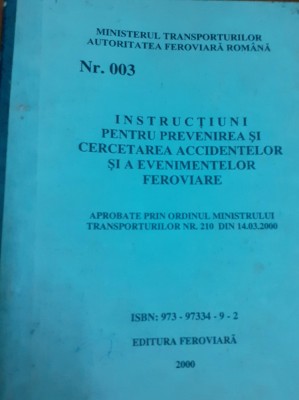 MINISTERUL TRANSPORTURILOR
AUTORITATEA FEROVIARĂ ROMÂNĂ
Nr. 003
INSTRUCŢIUNI
PENTRU PREVENIREA ŞI
CERCETAREA ACCIDENTELOR
ŞI A EVENIMENTELOR
FEROVIARE
APROBATE PRIN ORDINUL MINISTRULUI
TRANSPORTURILOR NR. 210 DIN 14.03.2000
ISBN: 973 - 97334 - 9 - 2
EDITURA FEROVIARĂ
2000